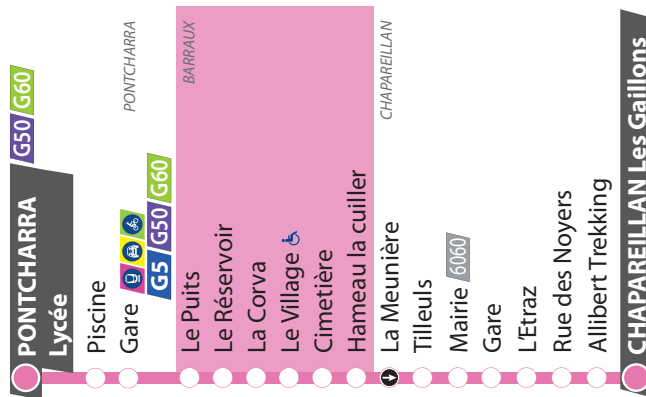 G50 G60
PONTCHARRA
Lycée
Piscine
PONTCHARRA
Gare
G5 G50 G60
BARRAUX
Le Puits
Le Réservoir
La Corva
Le Village
Cimetière
Hameau la cuiller
CHAPAREILLAN
La Meunière
Tilleuls
Mairie 6060
Gare
L'Etraz
Rue des Noyers
Allibert Trekking
CHAPAREILLAN Les Gaillons